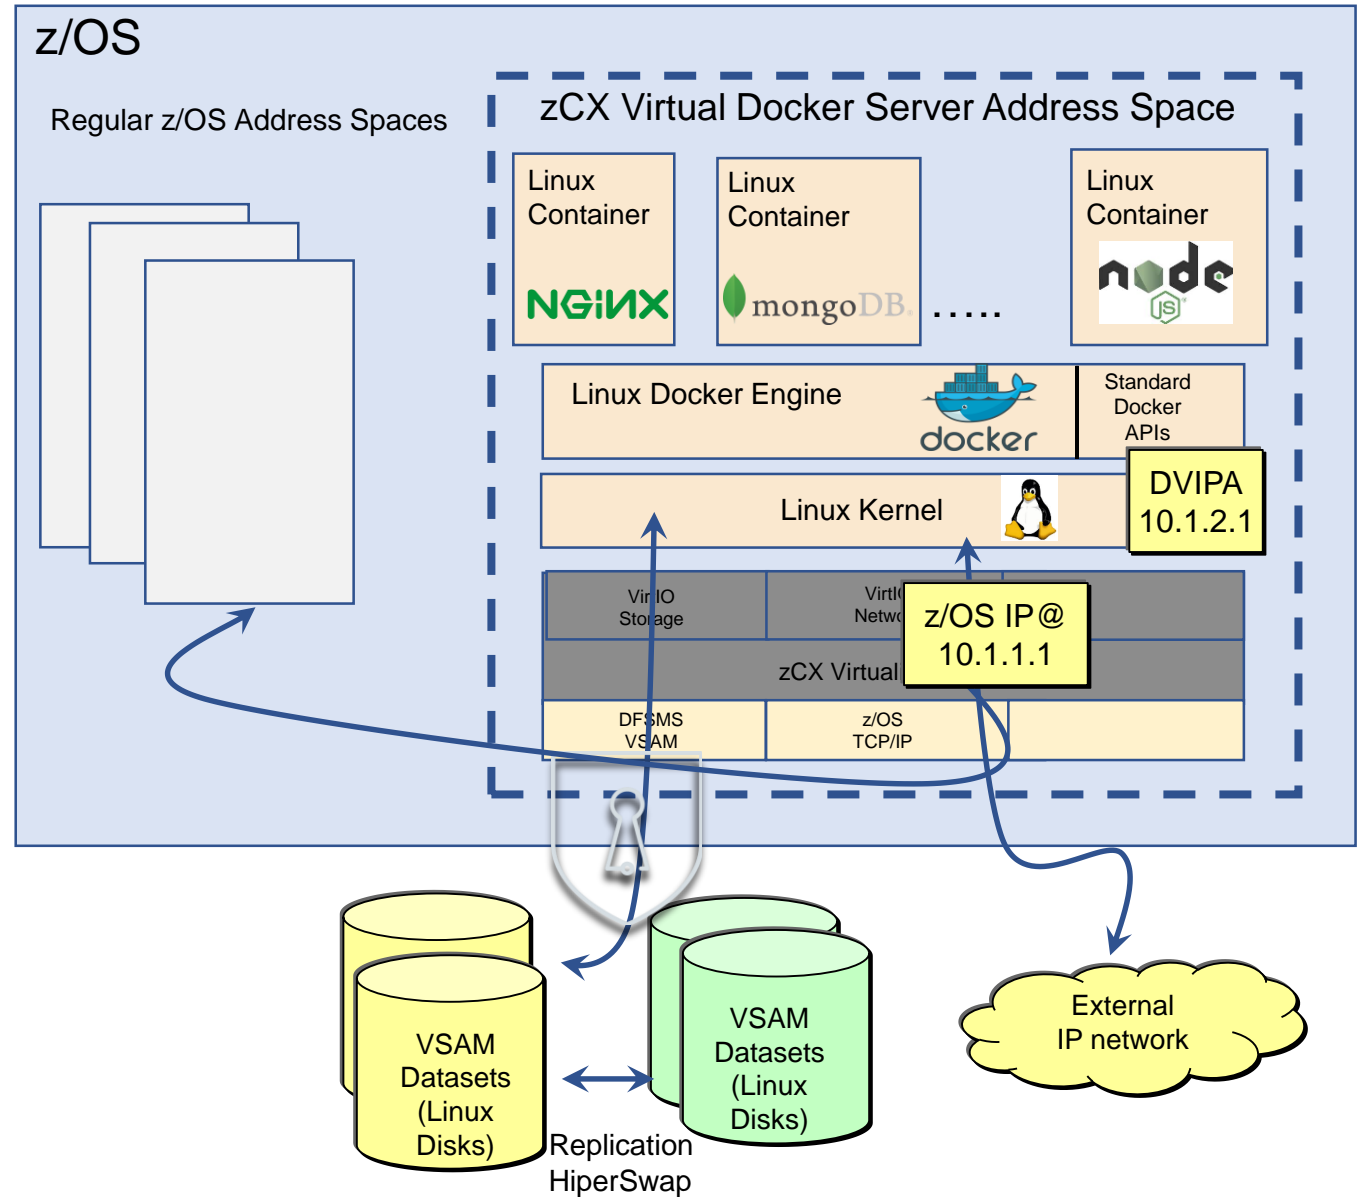 z/OS
Regular z/OS Address Spaces
zCX Virtual Docker Server Address Space
Linux
Container
NGiNX
Linux
Container
mongoDB.
.....
Linux
Container
node
JS
Linux Docker Engine
docker
Standard
Docker
APIs
Linux Kernel
DVIPA
10.1.2.1
Storage
z/OS IP@
10.1.1.1
zCX Virtual
DFSMS
VSAM
z/OS
TCP/IP
VSAM
Datasets
(Linux
Disks)
VSAM
Datasets
(Linux
Disks)
Replication
HiperSwap
External
IP network